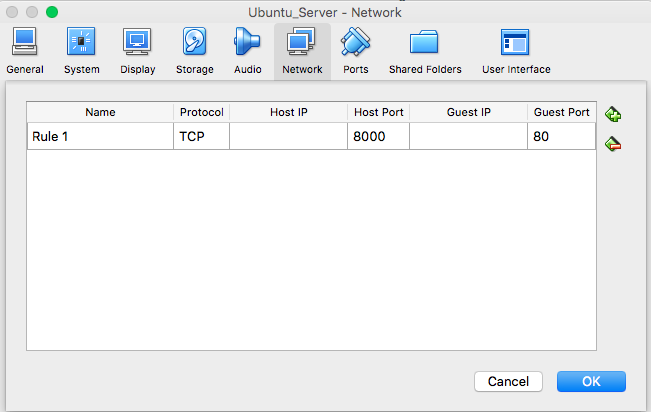 Ubuntu_Server - Network
General System Display Storage Audio Network Ports Shared Folders User Interface
Name Protocol Host IP Host Port Guest IP Guest Port
Rule 1 TCP 8000 80
Cancel OK